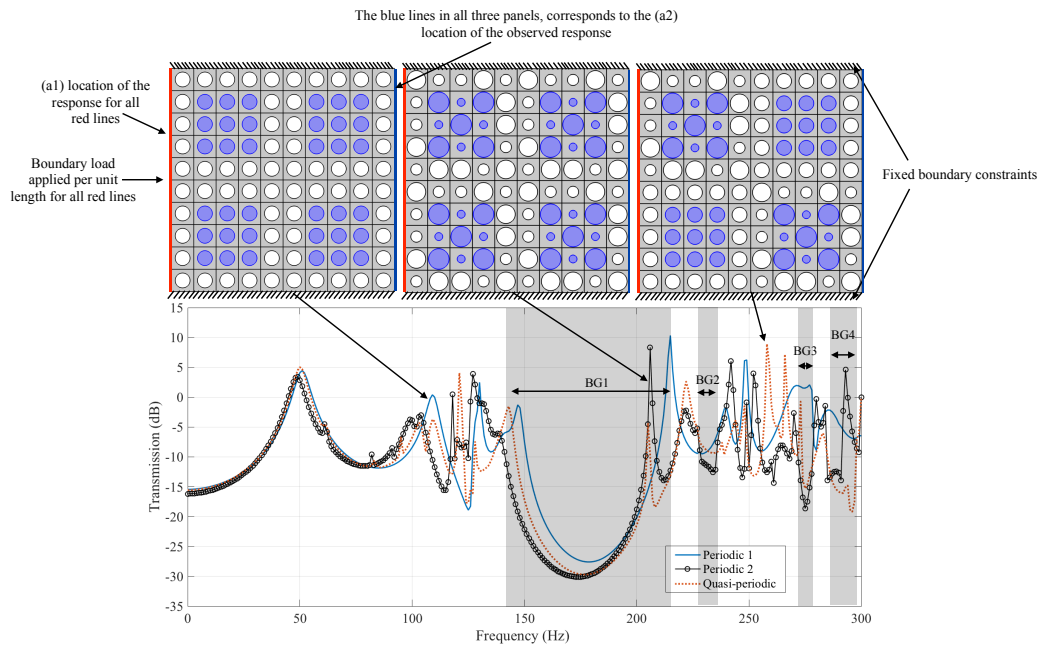 The blue lines in all three panels, corresponds to the (a2)
location of the observed response
(a1) location of the
response for all
red lines
Boundary load
applied per unit
length for all red lines
Fixed boundary constraints
15
10
5
0
-5
-10
-15
-20
-25
-30
-35
Transmission (dB)
BG1
BG2
BG3
BG4
Periodic 1
Periodic 2
Quasi-periodic
0
50
100
150
200
250
300
Frequency (Hz)